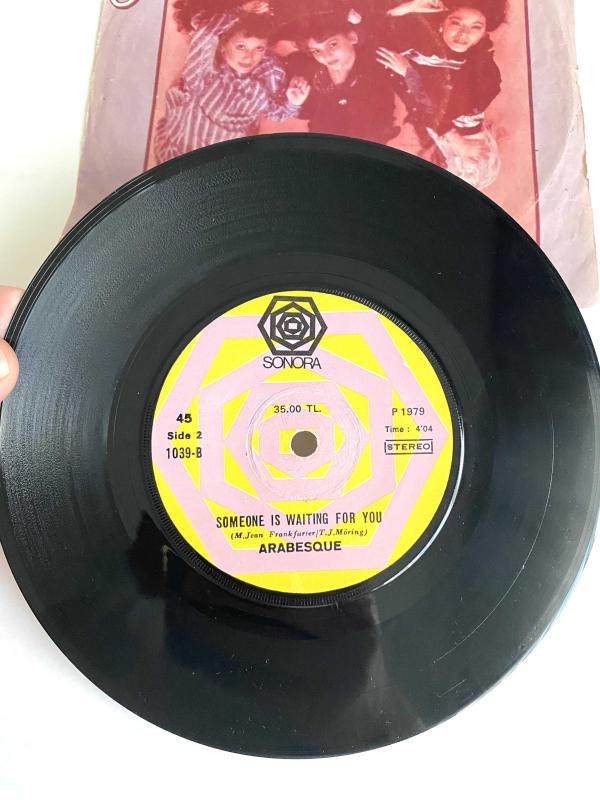 SONORA
35.00 TL.
45
Side 2
1039-B
P 1979
Time : 4'04
STEREO
SOMEONE IS WAITING FOR YOU
(M.Jean Frankfurter/T.J.Möring)
ARABESQUE